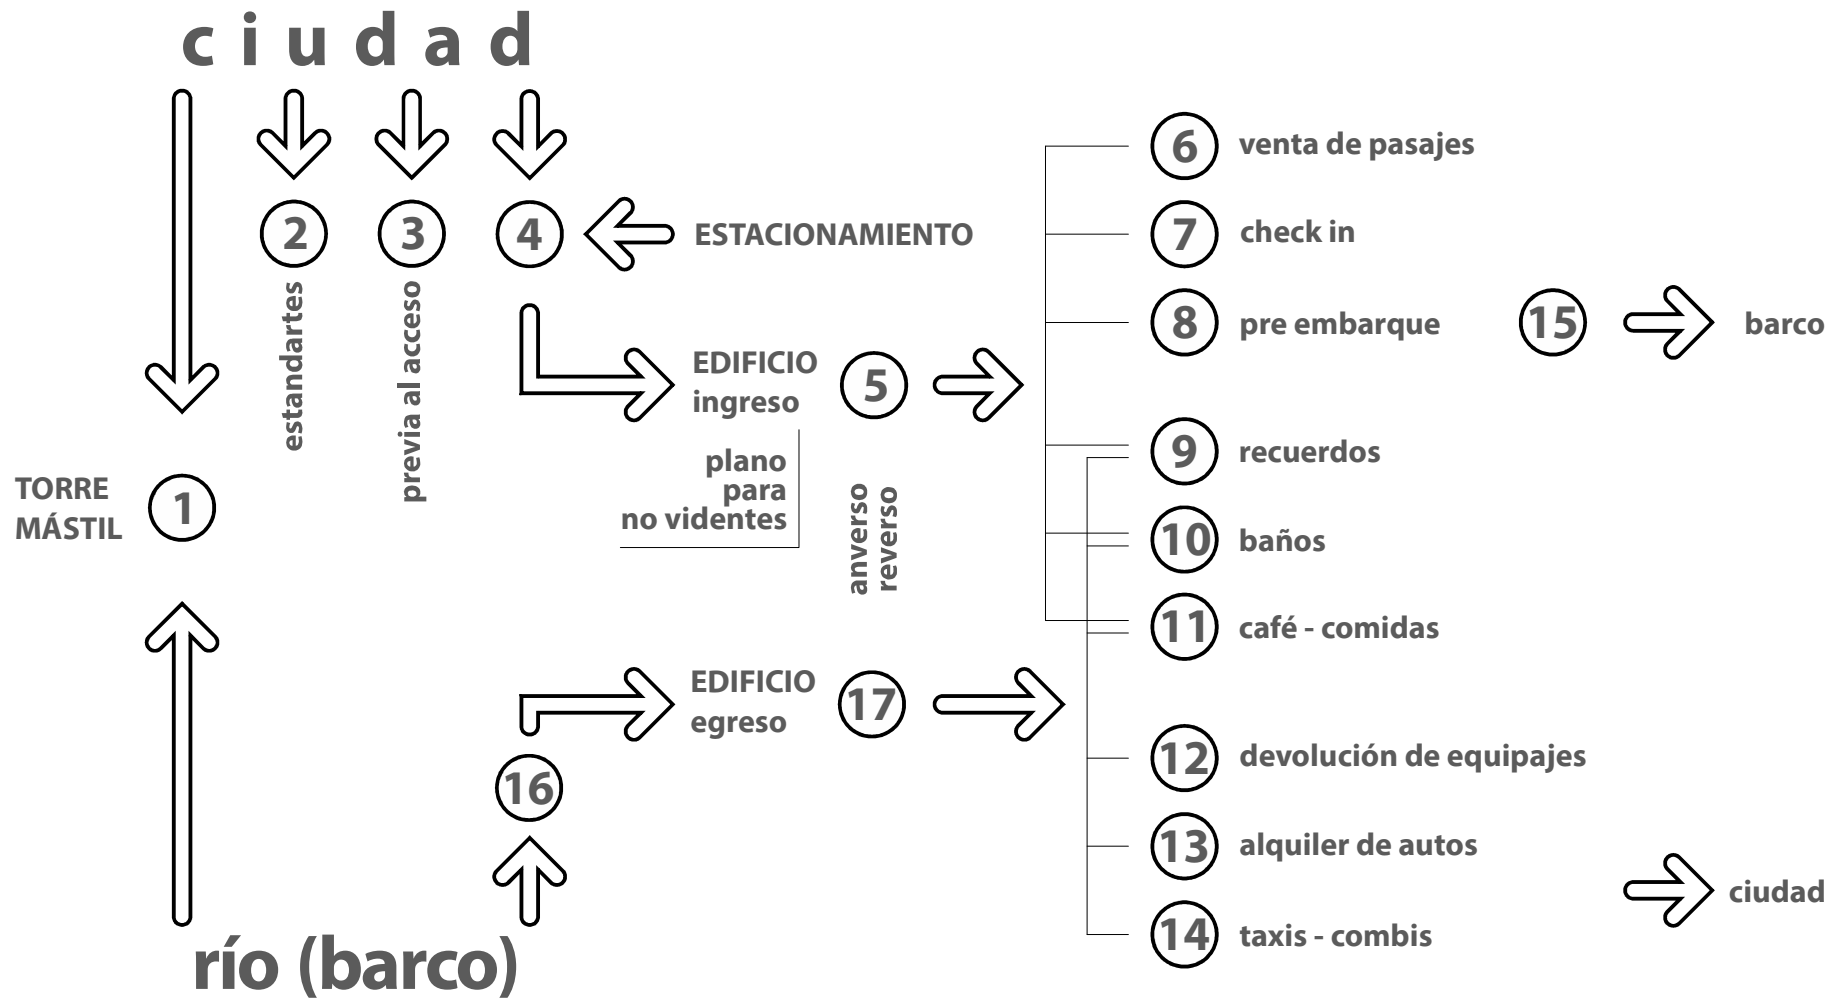 ciudad
2
3
4
ESTACIONAMIENTO
estandartes
previa al acceso
TORRE
MÁSTIL
1
EDIFICIO
ingreso
5
plano
para
no videntes
anverso
reverso
6 venta de pasajes
7 check in
8 pre embarque
15
barco
9 recuerdos
10 baños
11 café - comidas
EDIFICIO
egreso
17
16
12 devolución de equipajes
13 alquiler de autos
14 taxis - combis
ciudad
río (barco)